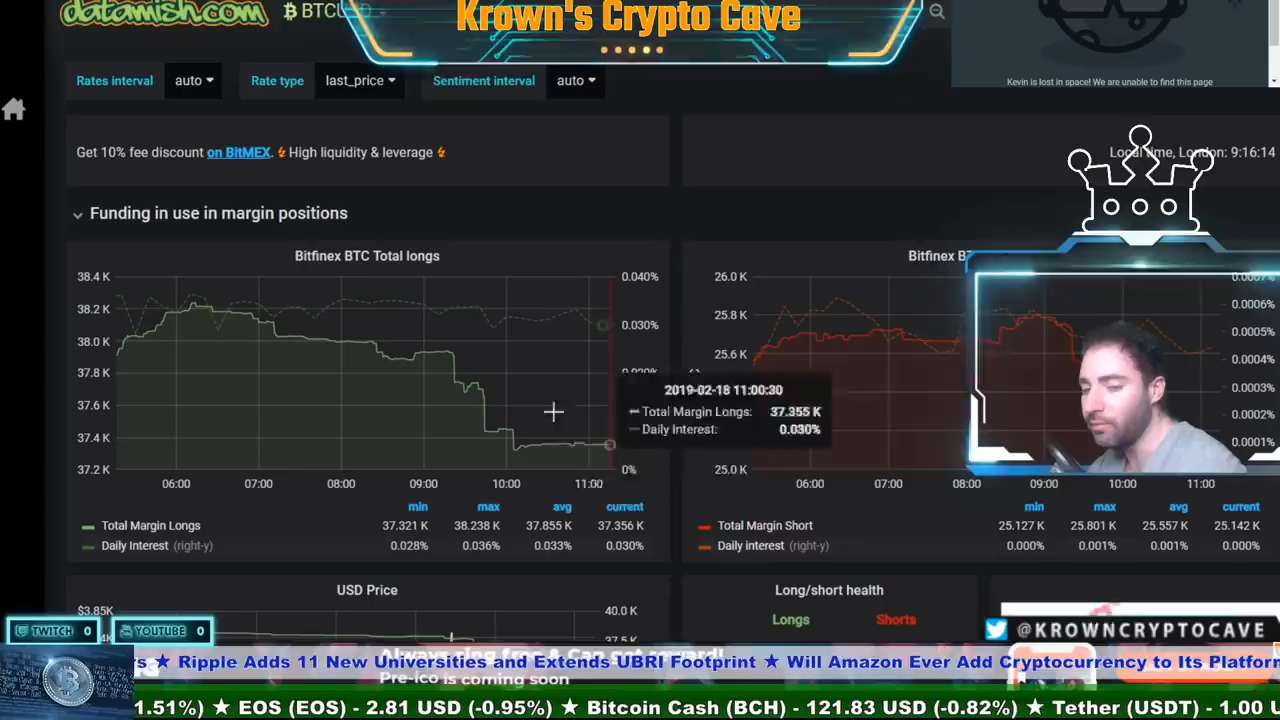 datamish.com
BTCU
Krown's Crypto Cave
Kevin is lost in space! We are unable to find this page
Rates interval auto Rate type last_price Sentiment interval auto
Get 10% fee discount on BitMEX. High liquidity & leverage
Local time, London: 9:16:14
Funding in use in margin positions
Bitfinex BTC Total longs
38.4 K
38.2 K
38.0 K
37.8 K
37.6 K
37.4 K
37.2 K
0.040%
0.030%
0%
06:00 07:00 08:00 09:00 10:00 11:00
min max avg current
Total Margin Longs 37.321 K 38.238 K 37.855 K 37.356 K
Daily Interest (right-y) 0.028% 0.036% 0.033% 0.030%
2019-02-18 11:00:30
Total Margin Longs: 37.355 K
Daily Interest: 0.030%
Bitfinex B
26.0 K
25.8 K
25.6 K
25.0 K
0.0006%
0.0005%
0.0004%
0.0003%
0.0002%
0.0001%
06:00 07:00 08:00 09:00 10:00 11:00
min max avg current
Total Margin Short 25.127 K 25.801 K 25.557 K 25.142 K
Daily interest (right-y) 0.000% 0.001% 0.001% 0.000%
USD Price
$3.85K
40.0 K
37.5 K
Long/short health
Longs Shorts
TWITCH 0 YOUTUBE 0
@KROWNCRYPTOCAVE
Pre-ico is coming soon
★ Ripple Adds 11 New Universities and Extends UBRI Footprint ★ Will Amazon Ever Add Cryptocurrency to Its Platfor
1.51%) ★ EOS (EOS) - 2.81 USD (-0.95%) ★ Bitcoin Cash (BCH) - 121.83 USD (-0.82%) ★ Tether (USDT) - 1.00 U